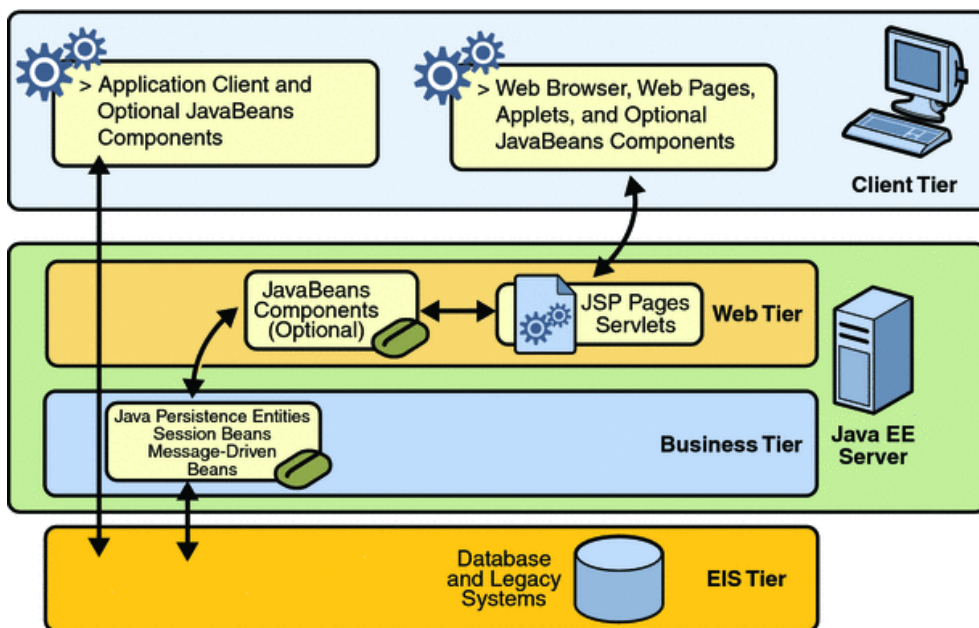 > Application Client and
Optional JavaBeans
Components
> Web Browser, Web Pages,
Applets, and Optional
JavaBeans Components
Client Tier
JavaBeans
Components
(Optional)
JSP Pages
Servlets
Web Tier
Java Persistence Entities
Session Beans
Message-Driven
Beans
Business Tier
Java EE
Server
Database
and Legacy
Systems
EIS Tier